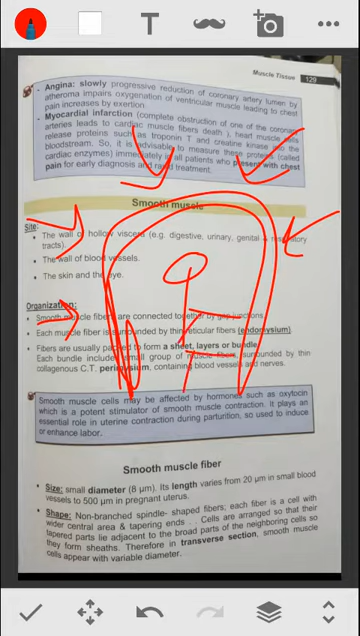 T
Muscle Tissue 129
- Angina: slowly progressive reduction of coronary artery lumen by
atheroma impairs oxygenation of ventricular muscle leading to chest
pain increases by exertion.
- Myocardial infarction (complete obstruction of one of the coronary
arteries leads to cardiac muscle fibers death ), heart muscle
release proteins such as troponin T and creatine kinase into the
bloodstream. So, it is advisable to measure these proteins (called
cardiac enzymes) immediately in all patients who present with chest
pain for early diagnosis and rapid treatment.
Smooth muscle
Site:
• The wall of hollow viscera (e.g. digestive, urinary, genital & respiratory
tracts).
• The wall of blood vessels.
• The skin and the eye.
Organization:
• Smooth muscle fibers are connected together by gap junctions
• Each muscle fiber is surrounded by thin reticular fibers (endomysium).
• Fibers are usually packed to form a sheet, layers or bundle
Each bundle includes small group of muscle fibers, surrounded by thin
collagenous C.T. perimysium, containing blood vessels and nerves.
Smooth muscle cells may be affected by hormones such as oxytocin
which is a potent stimulator of smooth muscle contraction. It plays an
essential role in uterine contraction during parturition, so used to induce
or enhance labor.
Smooth muscle fiber
• Size: small diameter (8 µm). Its length varies from 20 µm in small blood
vessels to 500 µm in pregnant uterus.
• Shape: Non-branched spindle- shaped fibers; each fiber is a cell with
wider central area & tapering ends . . Cells are arranged so that their
tapered parts lie adjacent to the broad parts of the neighboring cells so
they form sheaths. Therefore in transverse section, smooth muscle
cells appear with variable diameter.